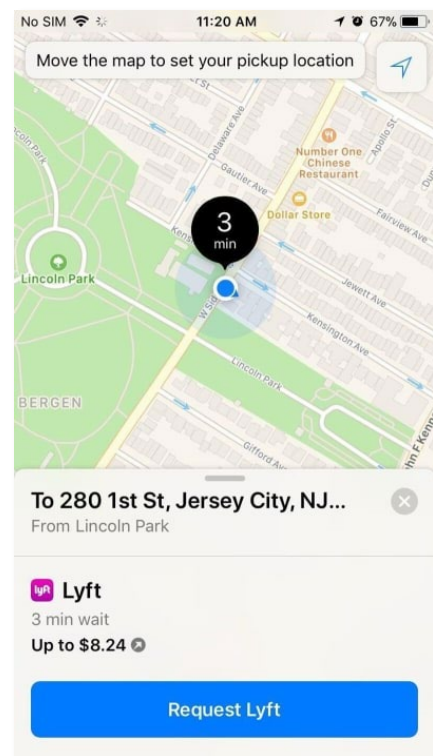 No SIM 11:20 AM 67%
Move the map to set your pickup location
Delaware Ave
Apollo St
Number One
Chinese
Restaurant
Gautier Ave
Dollar Store
Fairview Ave
3
min
Lincoln Park
Jewett Ave
Kensington Ave
Lincoln Park
BERGEN
Gifford Ave
To 280 1st St, Jersey City, NJ...
From Lincoln Park
lyft Lyft
3 min wait
Up to $8.24
Request Lyft